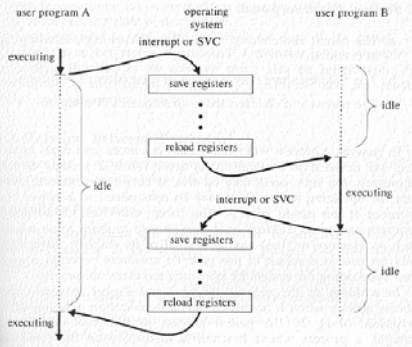 user program A
operating
system
user program B
interrupt or SVC
executing
save registers
idle
reload registers
idle
executing
interrupt or SVC
save registers
idle
reload registers
executing